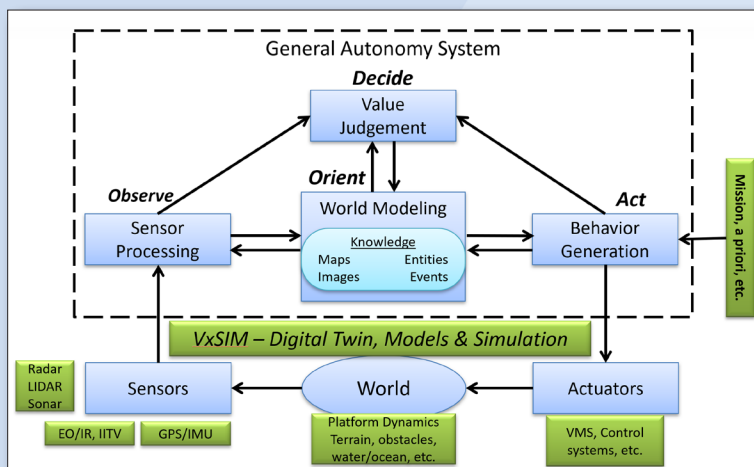 General Autonomy System
Decide
Value
Judgement
Orient
Observe
Act
World Modeling
Sensor
Processing
Knowledge
Maps Entities
Images Events
Behavior
Generation
Mission, a priori, etc.
VxSIM – Digital Twin, Models & Simulation
Radar
LIDAR
Sonar
Sensors
World
Actuators
EO/IR, IITV
GPS/IMU
Platform Dynamics
Terrain, obstacles,
water/ocean, etc.
VMS, Control
systems, etc.